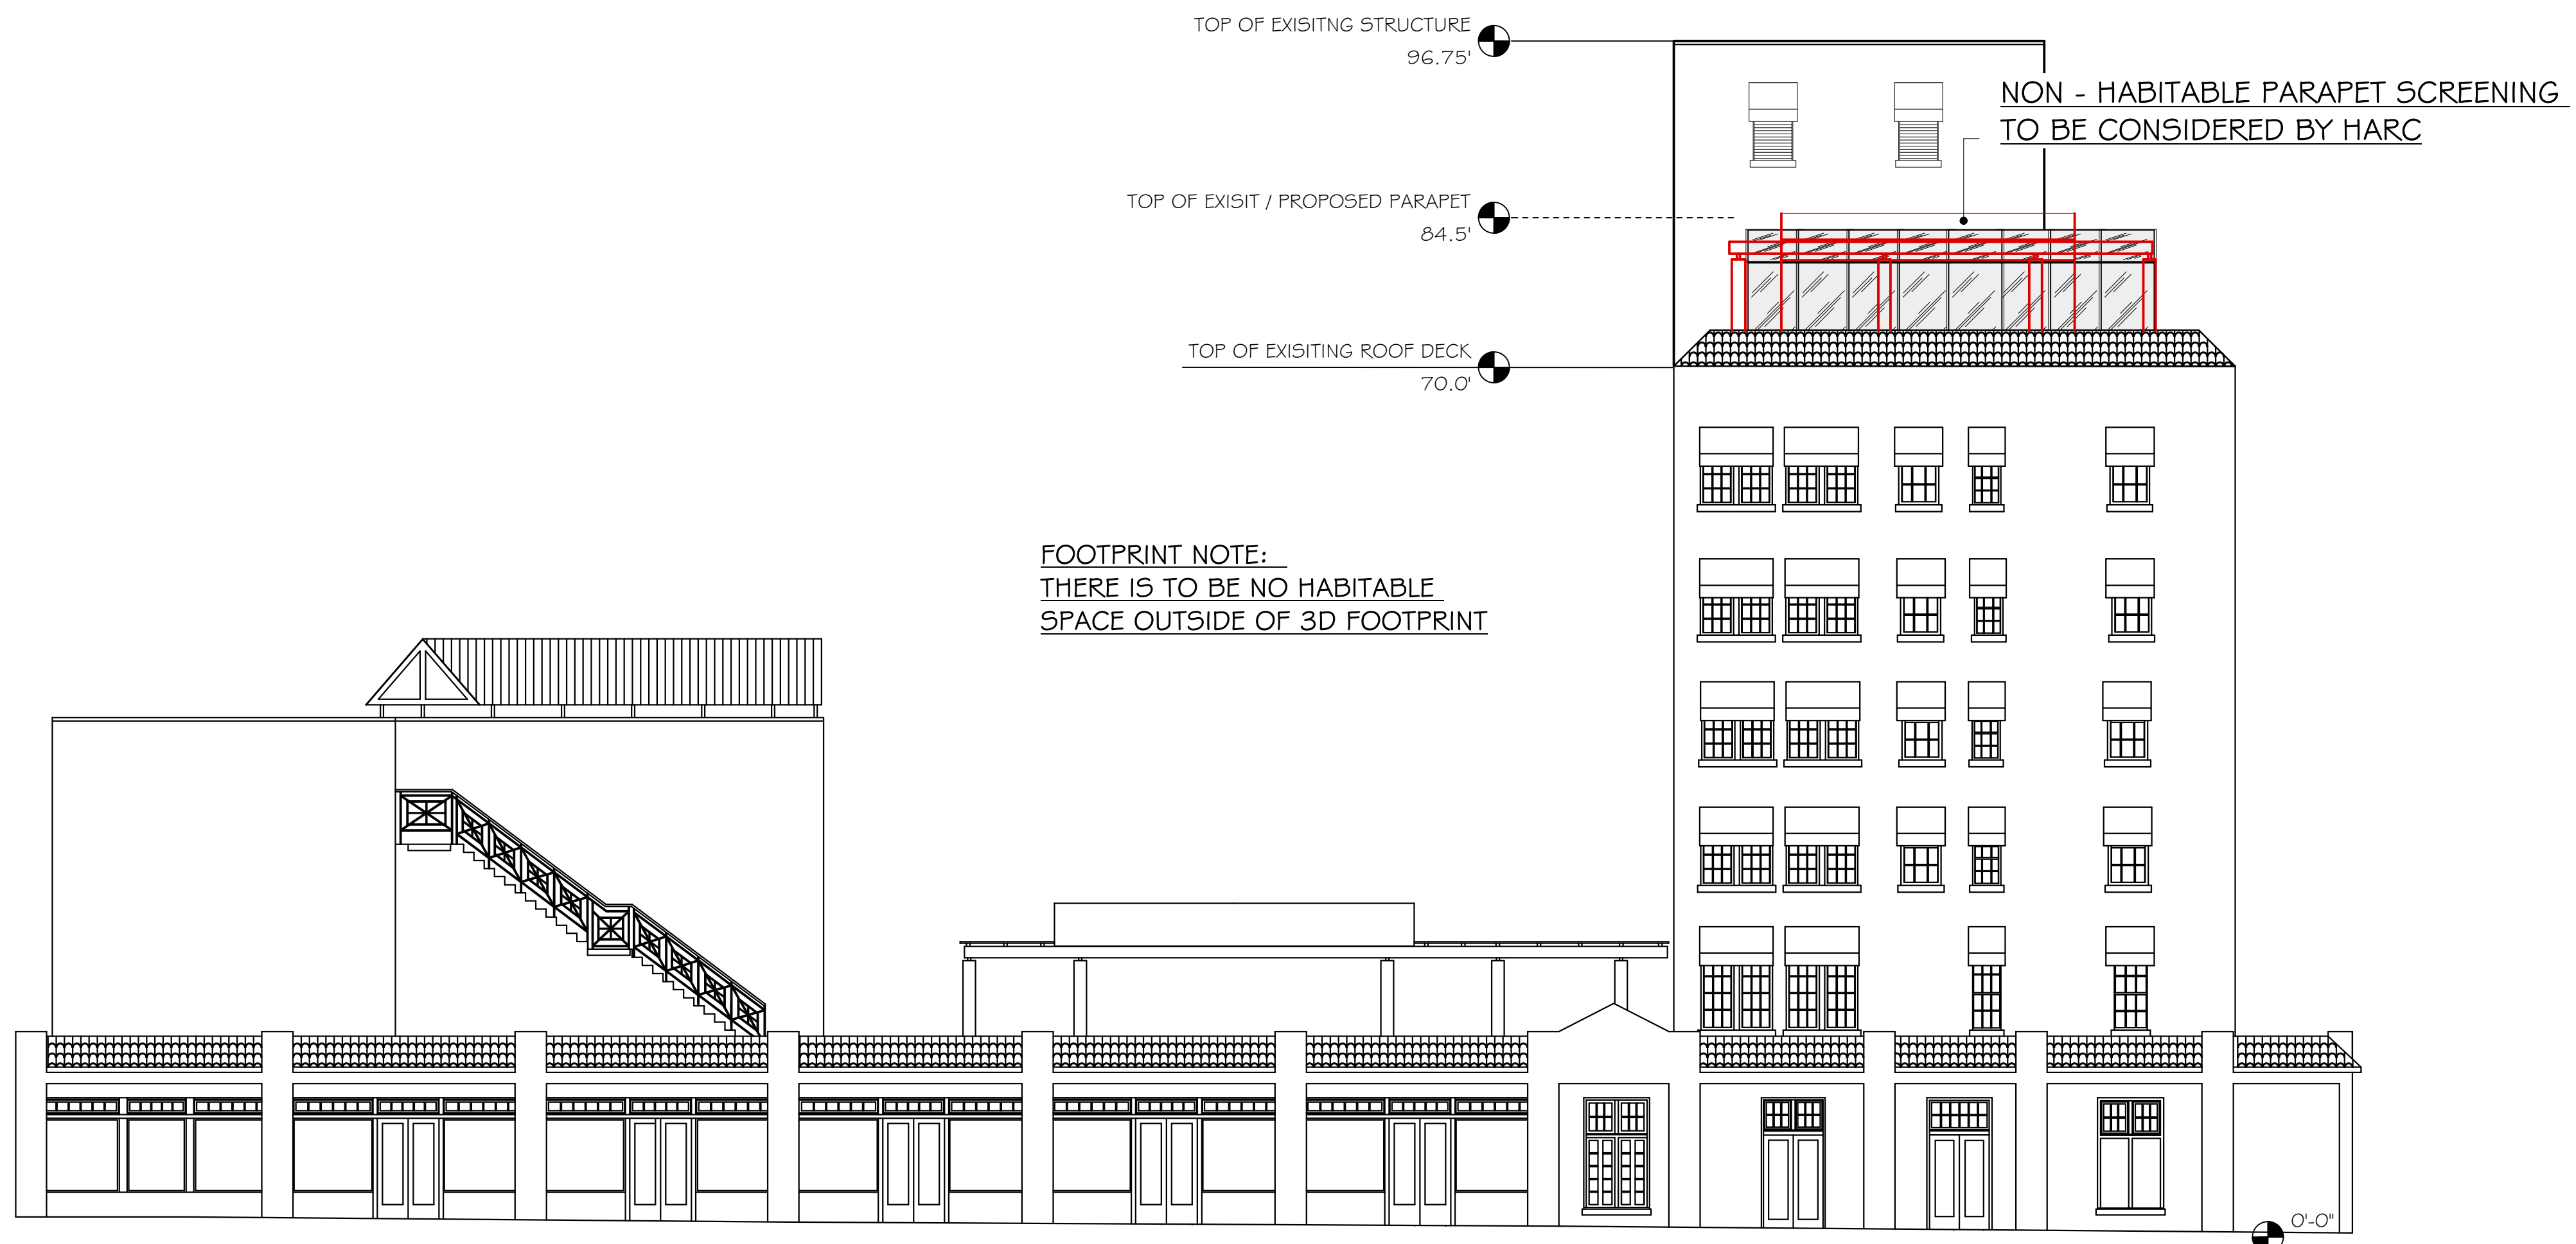 TOP OF EXISITNG STRUCTURE
96.75'
NON - HABITABLE PARAPET SCREENING
TO BE CONSIDERED BY HARC
TOP OF EXISIT / PROPOSED PARAPET
84.5'
TOP OF EXISITING ROOF DECK
70.0'
FOOTPRINT NOTE:
THERE IS TO BE NO HABITABLE
SPACE OUTSIDE OF 3D FOOTPRINT
0'-0"